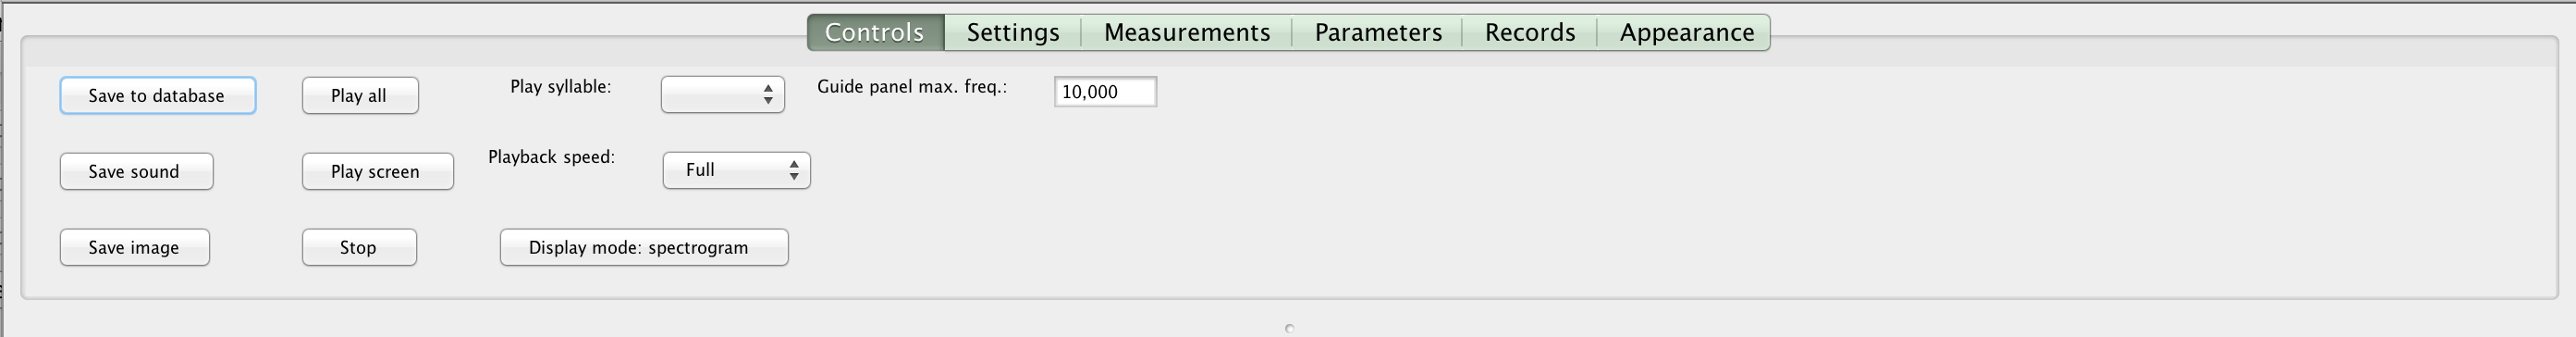 Controls Settings Measurements Parameters Records Appearance
Save to database Play all Play syllable: Guide panel max. freq.: 10,000
Save sound Play screen Playback speed: Full
Save image Stop Display mode: spectrogram